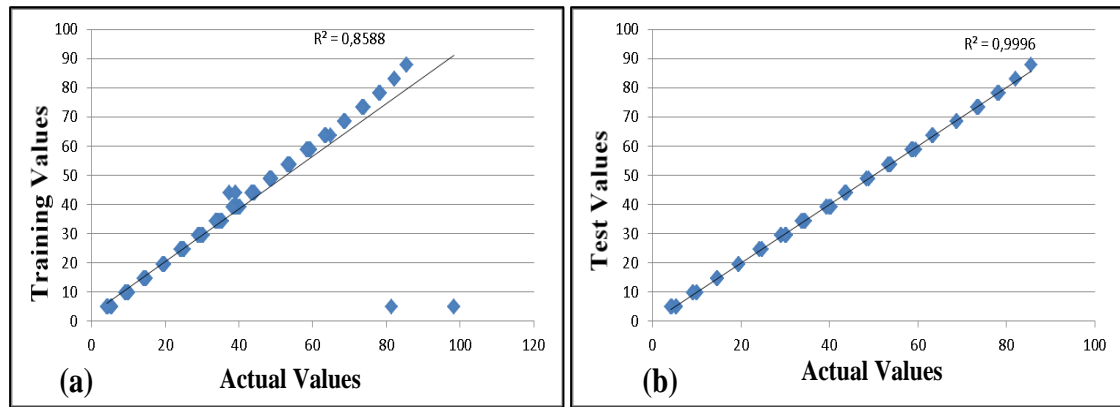 R² = 0,8588
Training Values
100
90
80
70
60
50
40
30
20
10
0
0 20 40 60 80 100 120
(a) Actual Values
R² = 0,9996
Test Values
100
90
80
70
60
50
40
30
20
10
0
0 20 40 60 80 100
(b) Actual Values